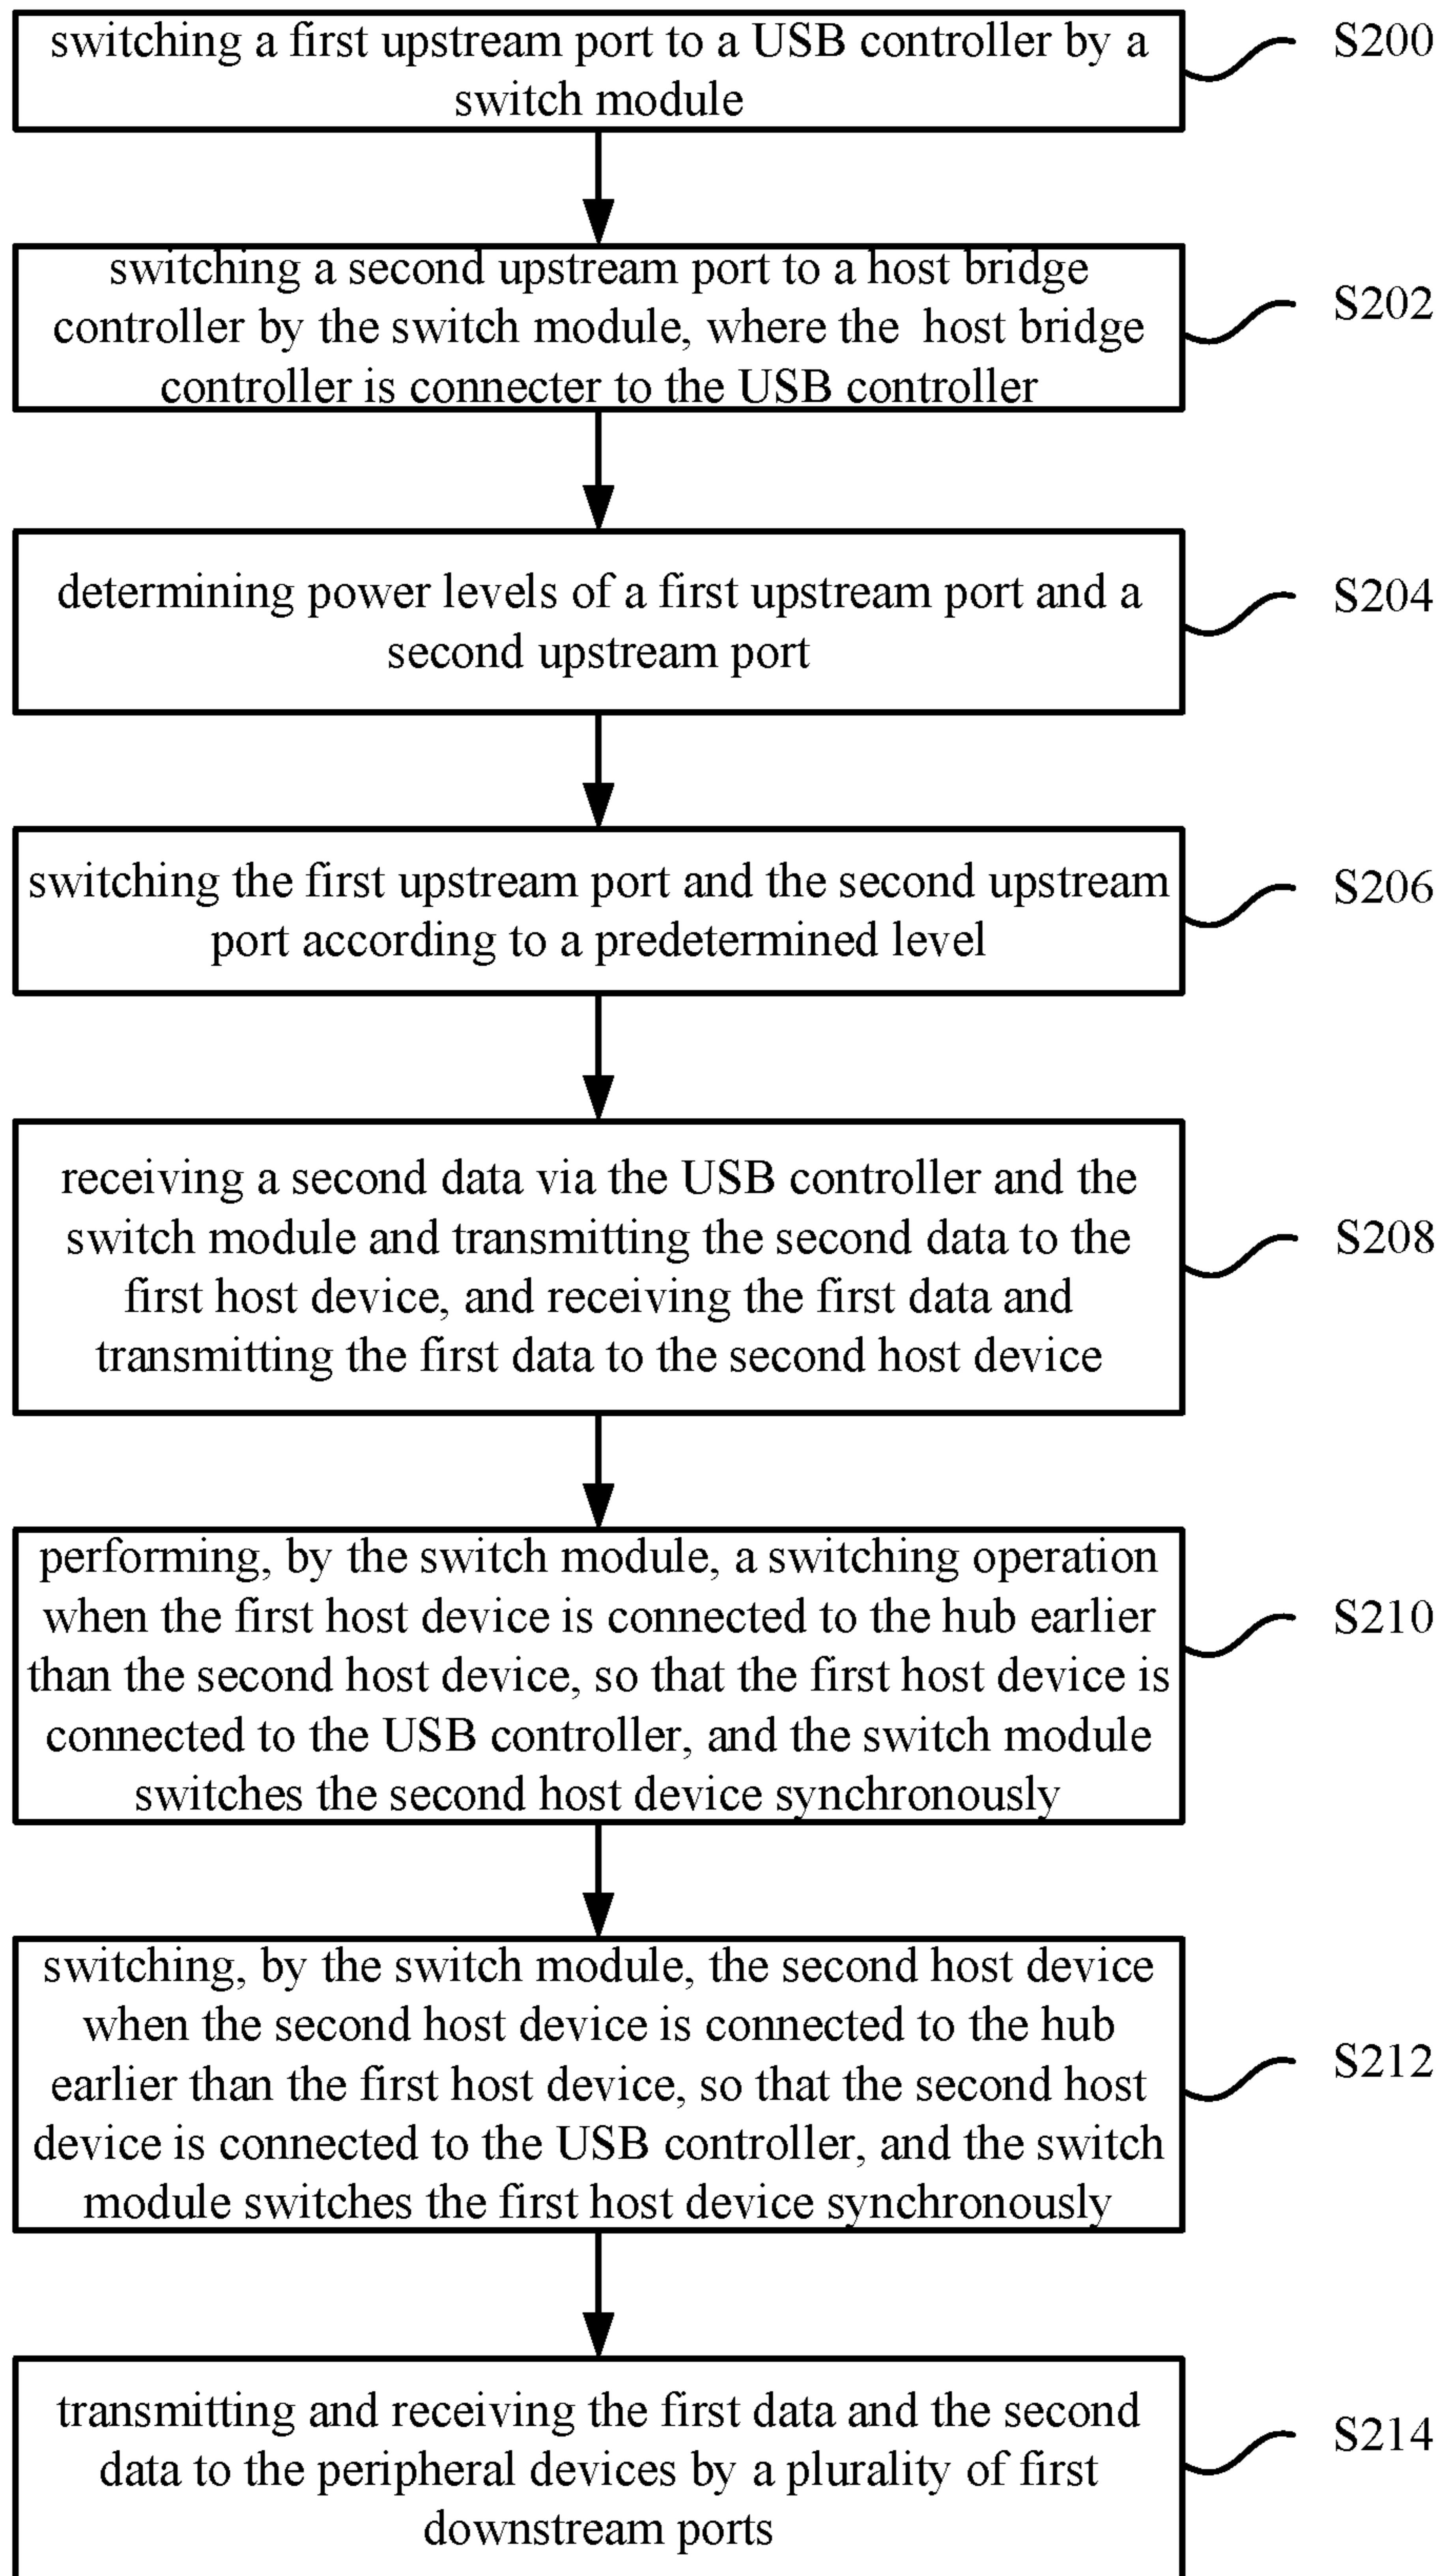 switching a first upstream port to a USB controller by a
switch module
S200
switching a second upstream port to a host bridge
controller by the switch module, where the host bridge
controller is connecter to the USB controller
S202
determining power levels of a first upstream port and a
second upstream port
S204
switching the first upstream port and the second upstream
port according to a predetermined level
S206
receiving a second data via the USB controller and the
switch module and transmitting the second data to the
first host device, and receiving the first data and
transmitting the first data to the second host device
S208
performing, by the switch module, a switching operation
when the first host device is connected to the hub earlier
than the second host device, so that the first host device is
connected to the USB controller, and the switch module
switches the second host device synchronously
S210
switching, by the switch module, the second host device
when the second host device is connected to the hub
earlier than the first host device, so that the second host
device is connected to the USB controller, and the switch
module switches the first host device synchronously
S212
transmitting and receiving the first data and the second
data to the peripheral devices by a plurality of first
downstream ports
S214